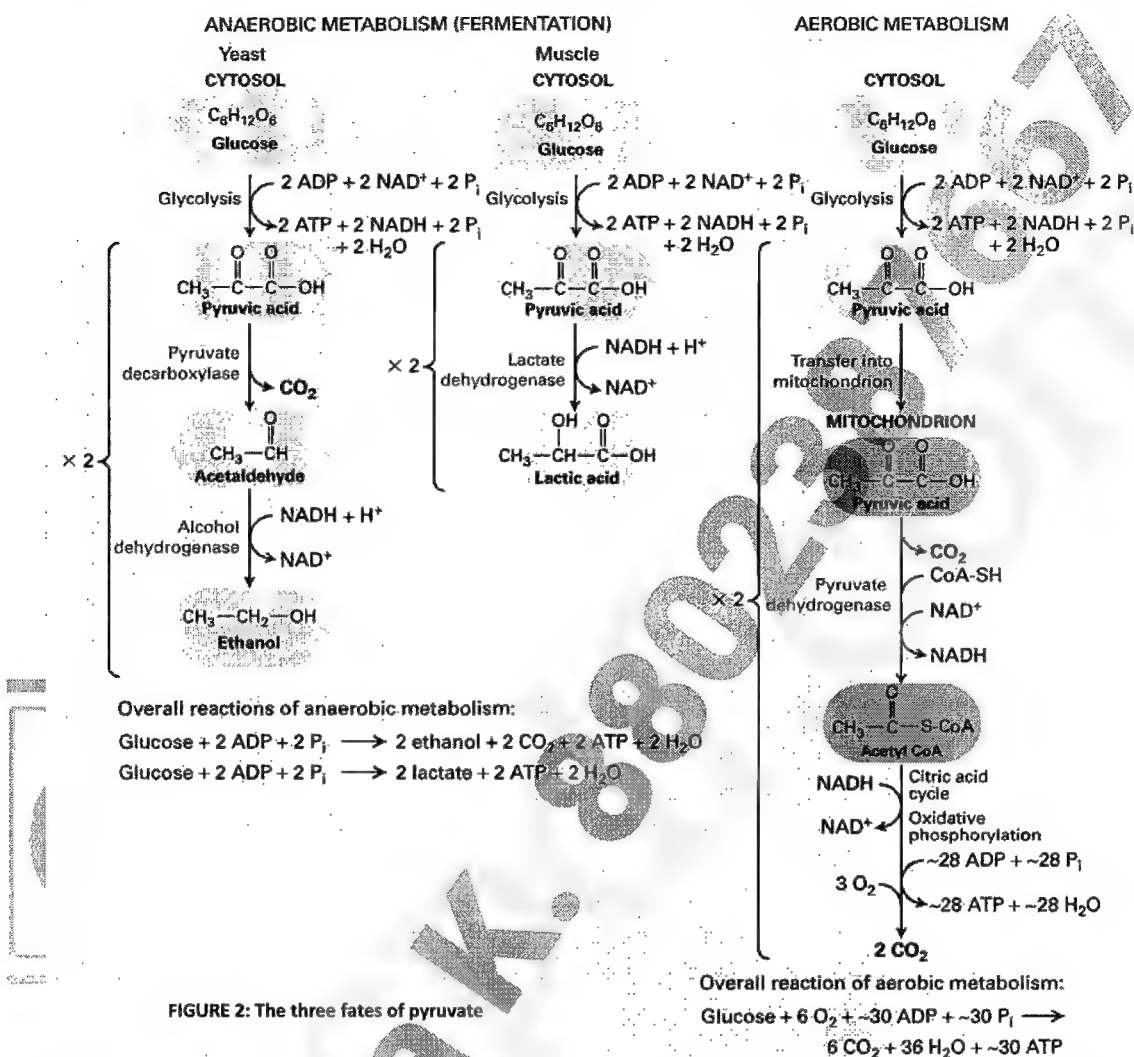 ANAEROBIC METABOLISM (FERMENTATION)
Yeast
CYTOSOL
C6H12O6
Glucose
Glycolysis
2 ADP + 2 NAD+ + 2 Pi
2 ATP + 2 NADH + 2 Pi
+ 2 H2O
O O
CH3—C—C—OH
Pyruvic acid
Pyruvate
decarboxylase
CO2
× 2
O
CH3—CH
Acetaldehyde
Alcohol
dehydrogenase
NADH + H+
NAD+
CH3—CH2—OH
Ethanol
Muscle
CYTOSOL
C6H12O6
Glucose
Glycolysis
2 ADP + 2 NAD+ + 2 Pi
2 ATP + 2 NADH + 2 Pi
+ 2 H2O
O O
CH3—C—C—OH
Pyruvic acid
× 2
Lactate
dehydrogenase
NADH + H+
NAD+
OH O
CH3—CH—C—OH
Lactic acid
Overall reactions of anaerobic metabolism:
Glucose + 2 ADP + 2 Pi ⟶ 2 ethanol + 2 CO2 + 2 ATP + 2 H2O
Glucose + 2 ADP + 2 Pi ⟶ 2 lactate + 2 ATP + 2 H2O
AEROBIC METABOLISM
CYTOSOL
C6H12O6
Glucose
Glycolysis
2 ADP + 2 NAD+ + 2 Pi
2 ATP + 2 NADH + 2 Pi
+ 2 H2O
O O
CH3—C—C—OH
Pyruvic acid
Transfer into
mitochondrion
MITOCHONDRION
O O
CH3—C—C—OH
Pyruvic acid
CO2
CoA-SH
× 2
Pyruvate
dehydrogenase
NAD+
NADH
O
CH3—C—S-CoA
Acetyl CoA
NADH
Citric acid
cycle
NAD+
Oxidative
phosphorylation
~28 ADP + ~28 Pi
3 O2
~28 ATP + ~28 H2O
2 CO2
Overall reaction of aerobic metabolism:
Glucose + 6 O2 + ~30 ADP + ~30 Pi ⟶
6 CO2 + 36 H2O + ~30 ATP
FIGURE 2: The three fates of pyruvate